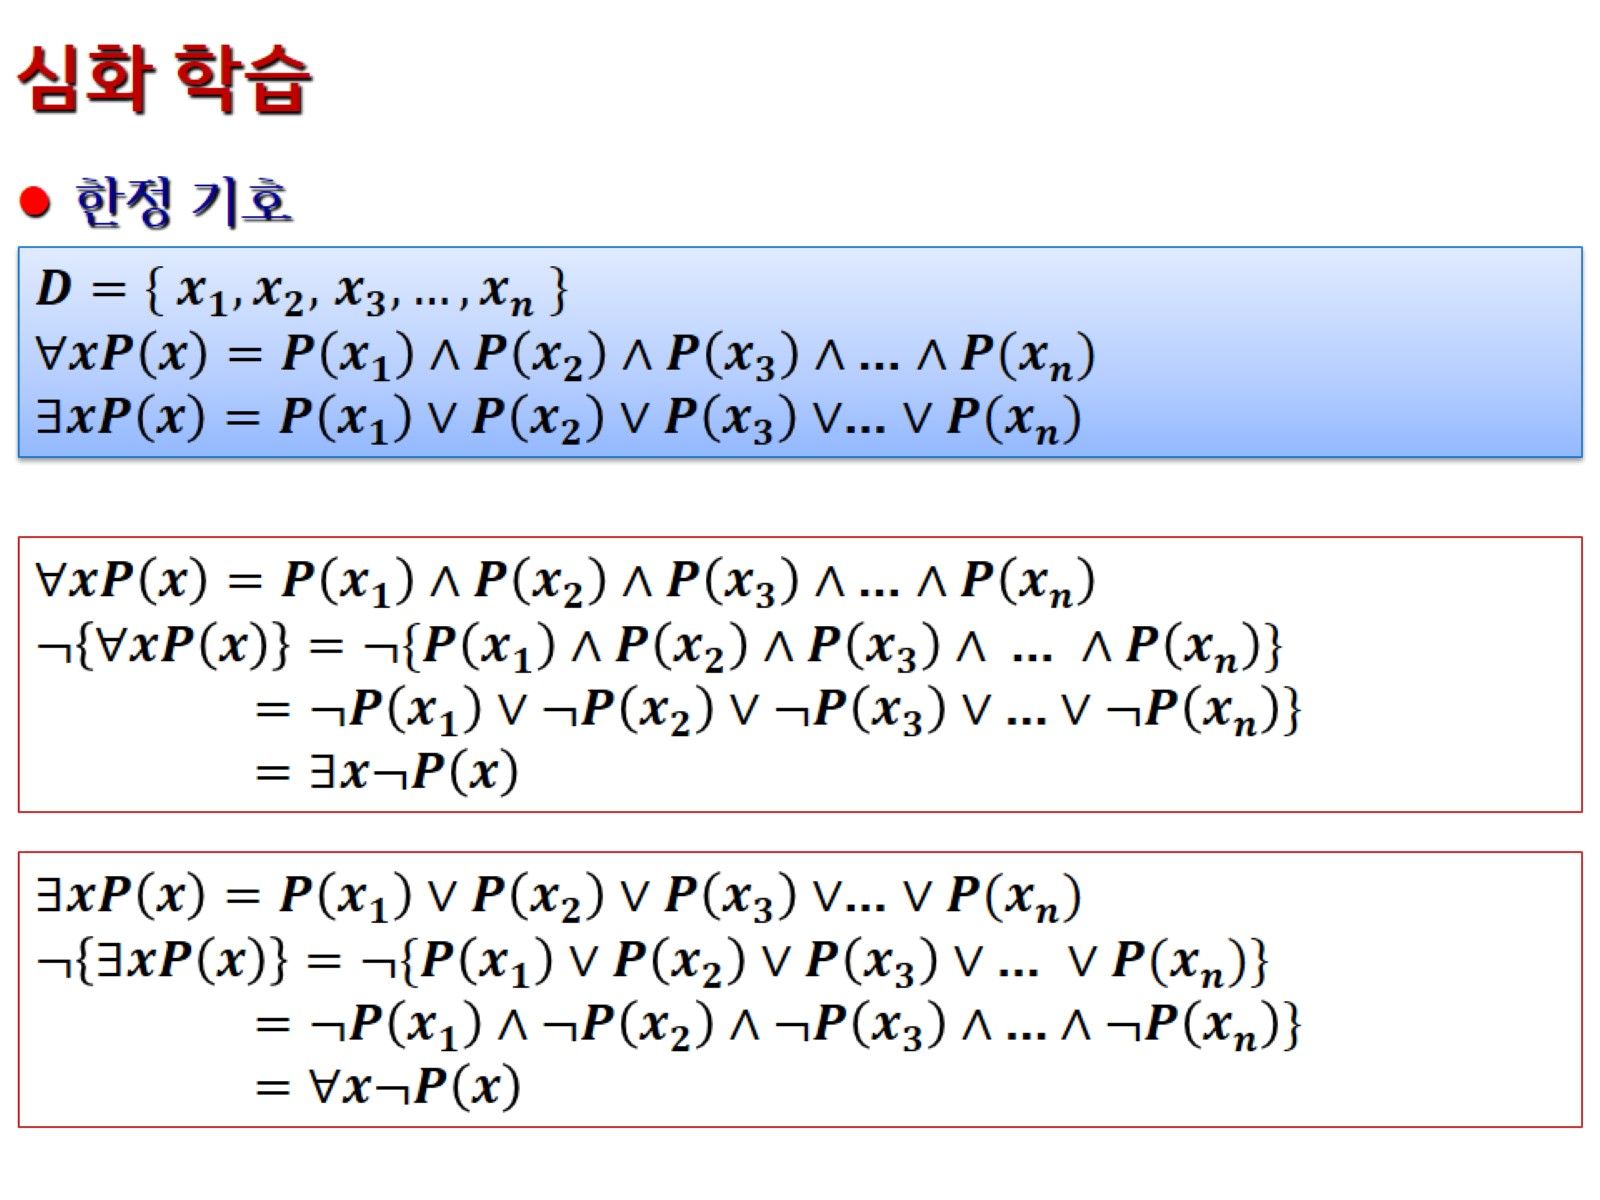 심화 학습
● 한정 기호
D = { x₁, x₂, x₃, … , xₙ }
∀xP(x) = P(x₁) ∧ P(x₂) ∧ P(x₃) ∧ … ∧ P(xₙ)
∃xP(x) = P(x₁) ∨ P(x₂) ∨ P(x₃) ∨… ∨ P(xₙ)
∀xP(x) = P(x₁) ∧ P(x₂) ∧ P(x₃) ∧ … ∧ P(xₙ)
¬{∀xP(x)} = ¬{P(x₁) ∧ P(x₂) ∧ P(x₃) ∧ … ∧ P(xₙ)}
= ¬P(x₁) ∨ ¬P(x₂) ∨ ¬P(x₃) ∨ … ∨ ¬P(xₙ)}
= ∃x¬P(x)
∃xP(x) = P(x₁) ∨ P(x₂) ∨ P(x₃) ∨… ∨ P(xₙ)
¬{∃xP(x)} = ¬{P(x₁) ∨ P(x₂) ∨ P(x₃) ∨ … ∨ P(xₙ)}
= ¬P(x₁) ∧ ¬P(x₂) ∧ ¬P(x₃) ∧ … ∧ ¬P(xₙ)}
= ∀x¬P(x)